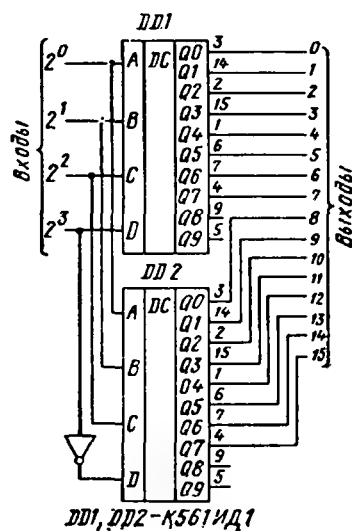 DD1
Входы
2⁰
2¹
2²
2³
A
B
C
D
DC
Q0 3
Q1 14
Q2 2
Q3 15
Q4 1
Q5 6
Q6 7
Q7 4
Q8 9
Q9 5
0
1
2
3
4
5
6
7
8
9
10
11
12
13
14
15
Выходы
DD2
A
B
C
D
DC
Q0 3
Q1 14
Q2 2
Q3 15
Q4 1
Q5 6
Q6 7
Q7 4
Q8 9
Q9 5
DD1, DD2-К561ИД1